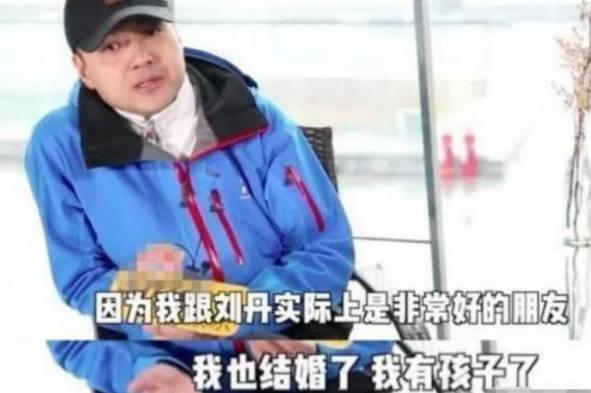 因为我跟刘丹实际上是非常好的朋友
我也结婚了 我有孩子了